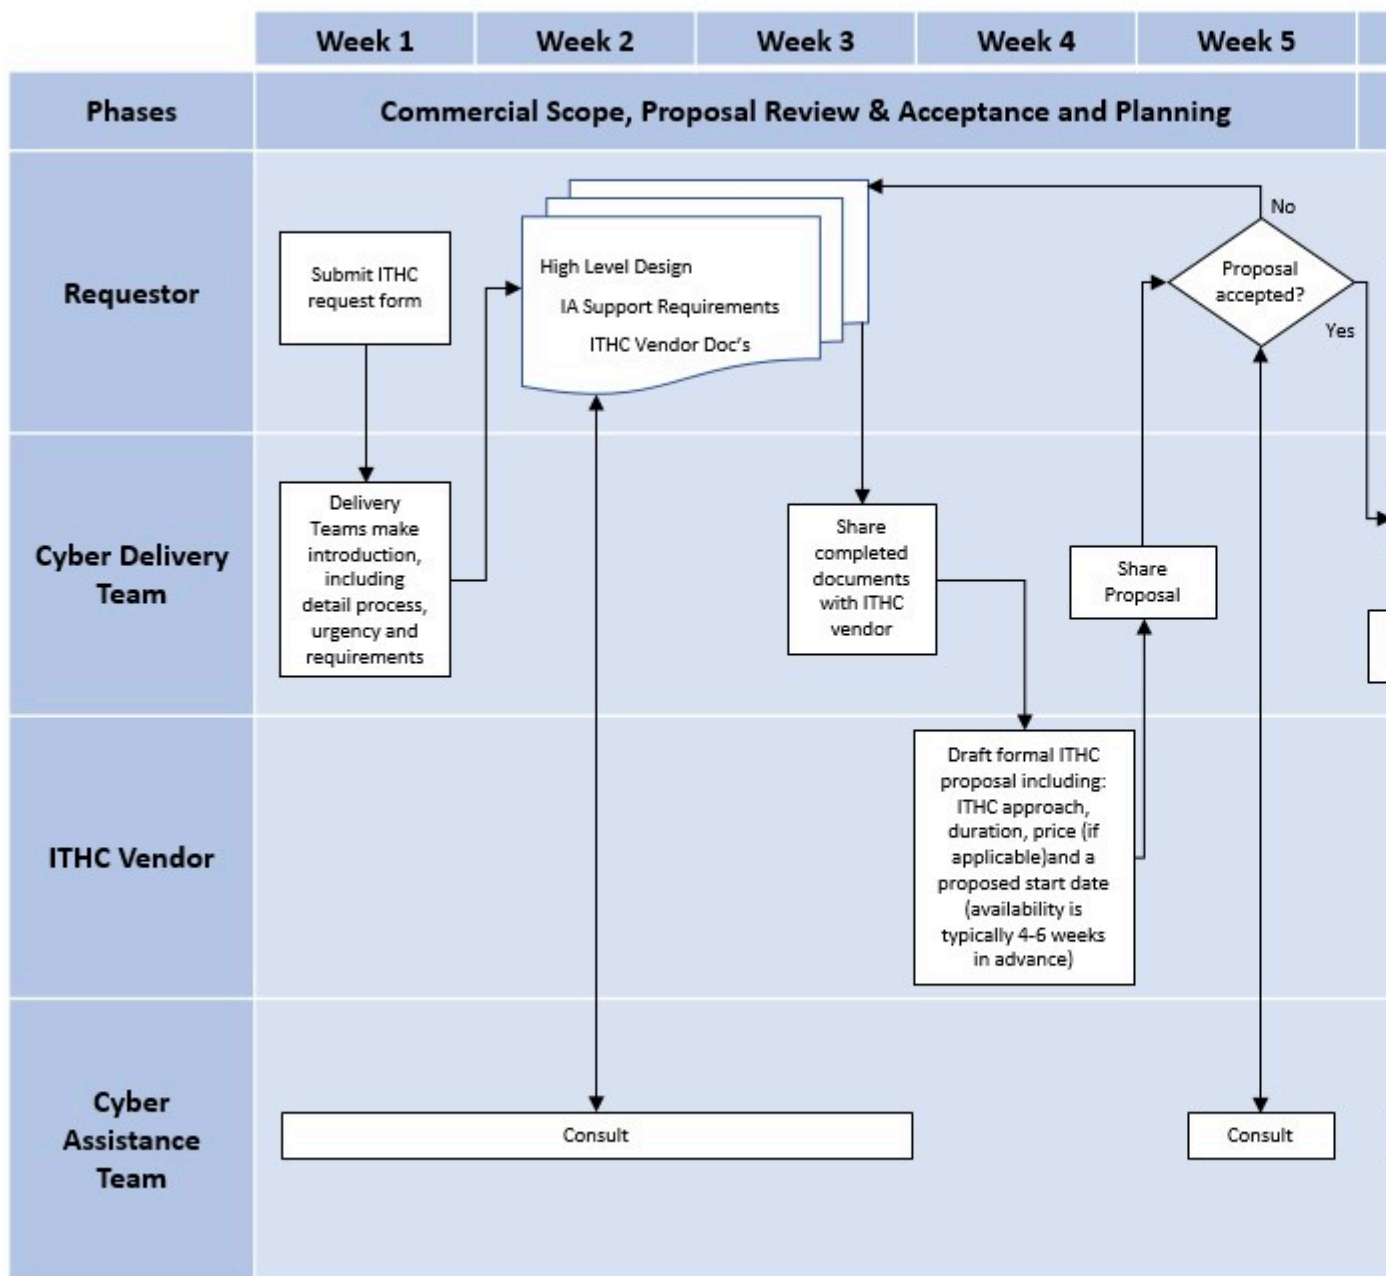 Week 1
Week 2
Week 3
Week 4
Week 5
Phases
Commercial Scope, Proposal Review & Acceptance and Planning
Requestor
Submit ITHC
request form
High Level Design
IA Support Requirements
ITHC Vendor Doc's
No
Proposal
accepted?
Yes
Cyber Delivery
Team
Delivery
Teams make
introduction,
including
detail process,
urgency and
requirements
Share
completed
documents
with ITHC
vendor
Share
Proposal
ITHC Vendor
Draft formal ITHC
proposal including:
ITHC approach,
duration, price (if
applicable)and a
proposed start date
(availability is
typically 4-6 weeks
in advance)
Cyber
Assistance
Team
Consult
Consult